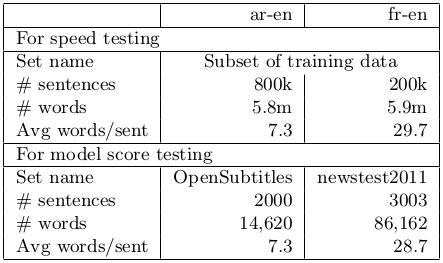 ar-en fr-en
For speed testing
Set name Subset of training data
# sentences 800k 200k
# words 5.8m 5.9m
Avg words/sent 7.3 29.7
For model score testing
Set name OpenSubtitles newstest2011
# sentences 2000 3003
# words 14,620 86,162
Avg words/sent 7.3 28.7